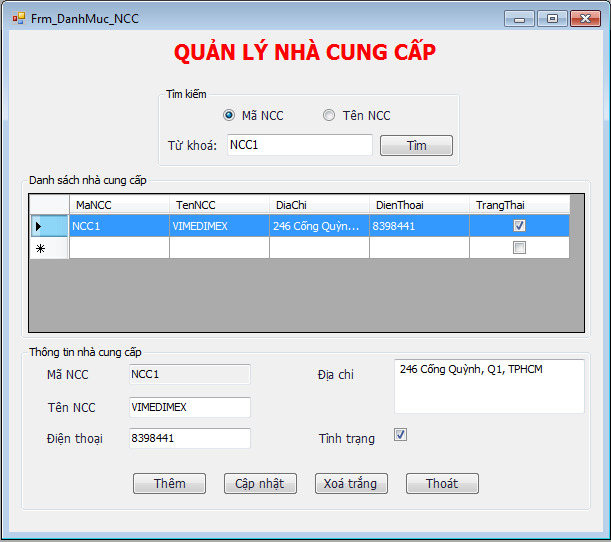 Frm_DanhMuc_NCC
QUẢN LÝ NHÀ CUNG CẤP
Tìm kiếm
Mã NCC Tên NCC
Từ khoá: NCC1 Tìm
Danh sách nhà cung cấp
MaNCC TenNCC DiaChi DienThoai TrangThai
NCC1 VIMEDIMEX 246 Cống Quỳn... 8398441
Thông tin nhà cung cấp
Mã NCC NCC1 Địa chỉ 246 Cống Quỳnh, Q1, TPHCM
Tên NCC VIMEDIMEX
Điện thoại 8398441 Tình trạng
Thêm Cập nhật Xoá trắng Thoát